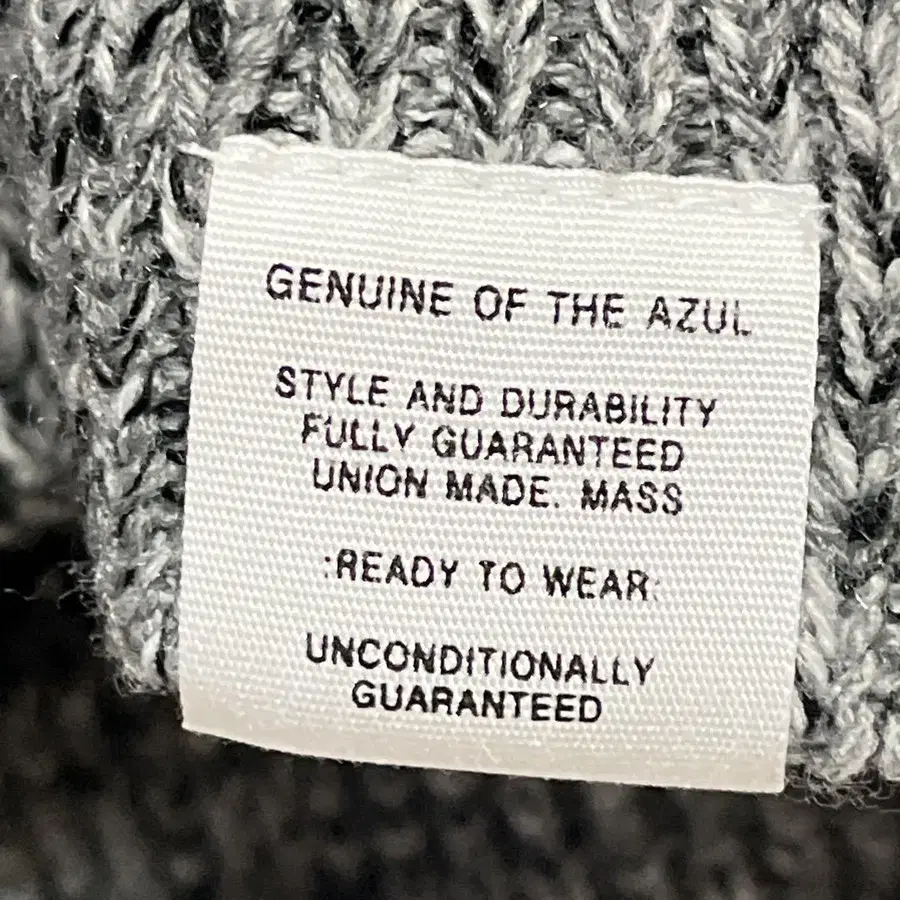 GENUINE OF THE AZUL
STYLE AND DURABILITY
FULLY GUARANTEED
UNION MADE. MASS
:READY TO WEAR:
UNCONDITIONALLY
GUARANTEED